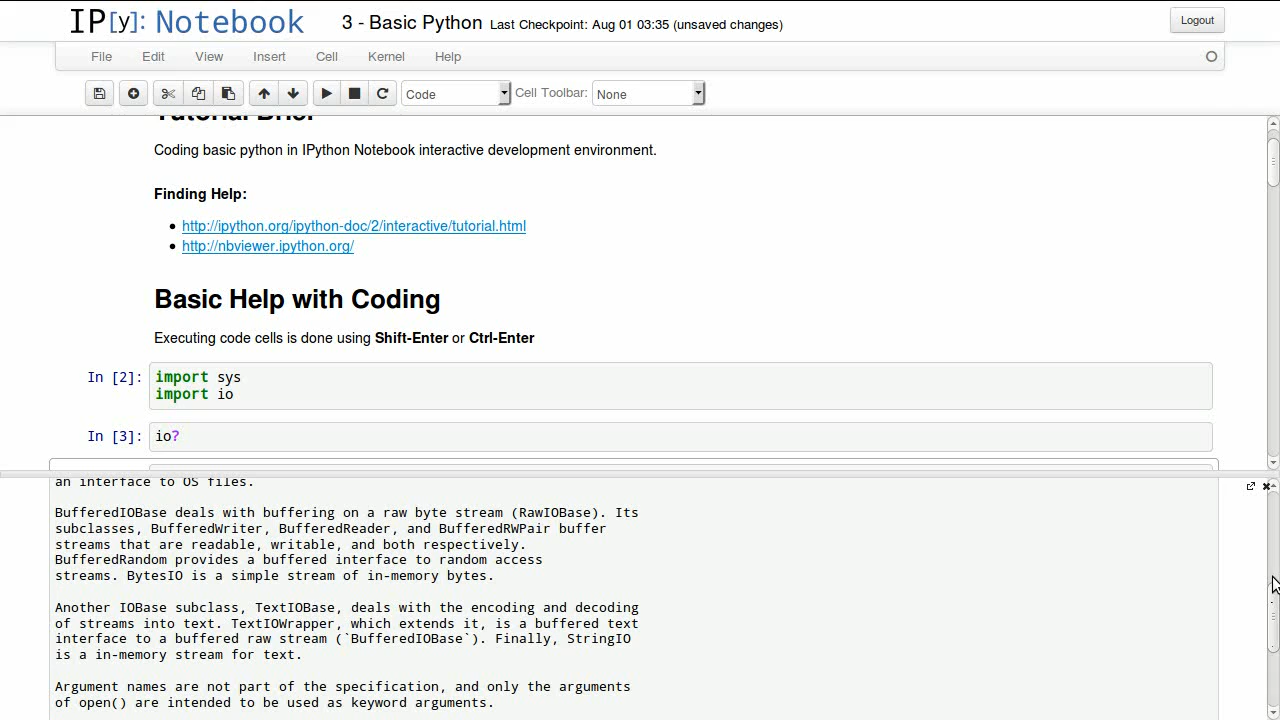 IP[y]: Notebook 3 - Basic Python Last Checkpoint: Aug 01 03:35 (unsaved changes) Logout
File Edit View Insert Cell Kernel Help
Code Cell Toolbar: None
Tutorial Brief
Coding basic python in IPython Notebook interactive development environment.
Finding Help:
http://ipython.org/ipython-doc/2/interactive/tutorial.html
http://nbviewer.ipython.org/
Basic Help with Coding
Executing code cells is done using Shift-Enter or Ctrl-Enter
In [2]: import sys
import io
In [3]: io?
an interface to OS files.
BufferedIOBase deals with buffering on a raw byte stream (RawIOBase). Its
subclasses, BufferedWriter, BufferedReader, and BufferedRWPair buffer
streams that are readable, writable, and both respectively.
BufferedRandom provides a buffered interface to random access
streams. BytesIO is a simple stream of in-memory bytes.
Another IOBase subclass, TextIOBase, deals with the encoding and decoding
of streams into text. TextIOWrapper, which extends it, is a buffered text
interface to a buffered raw stream (`BufferedIOBase`). Finally, StringIO
is a in-memory stream for text.
Argument names are not part of the specification, and only the arguments
of open() are intended to be used as keyword arguments.